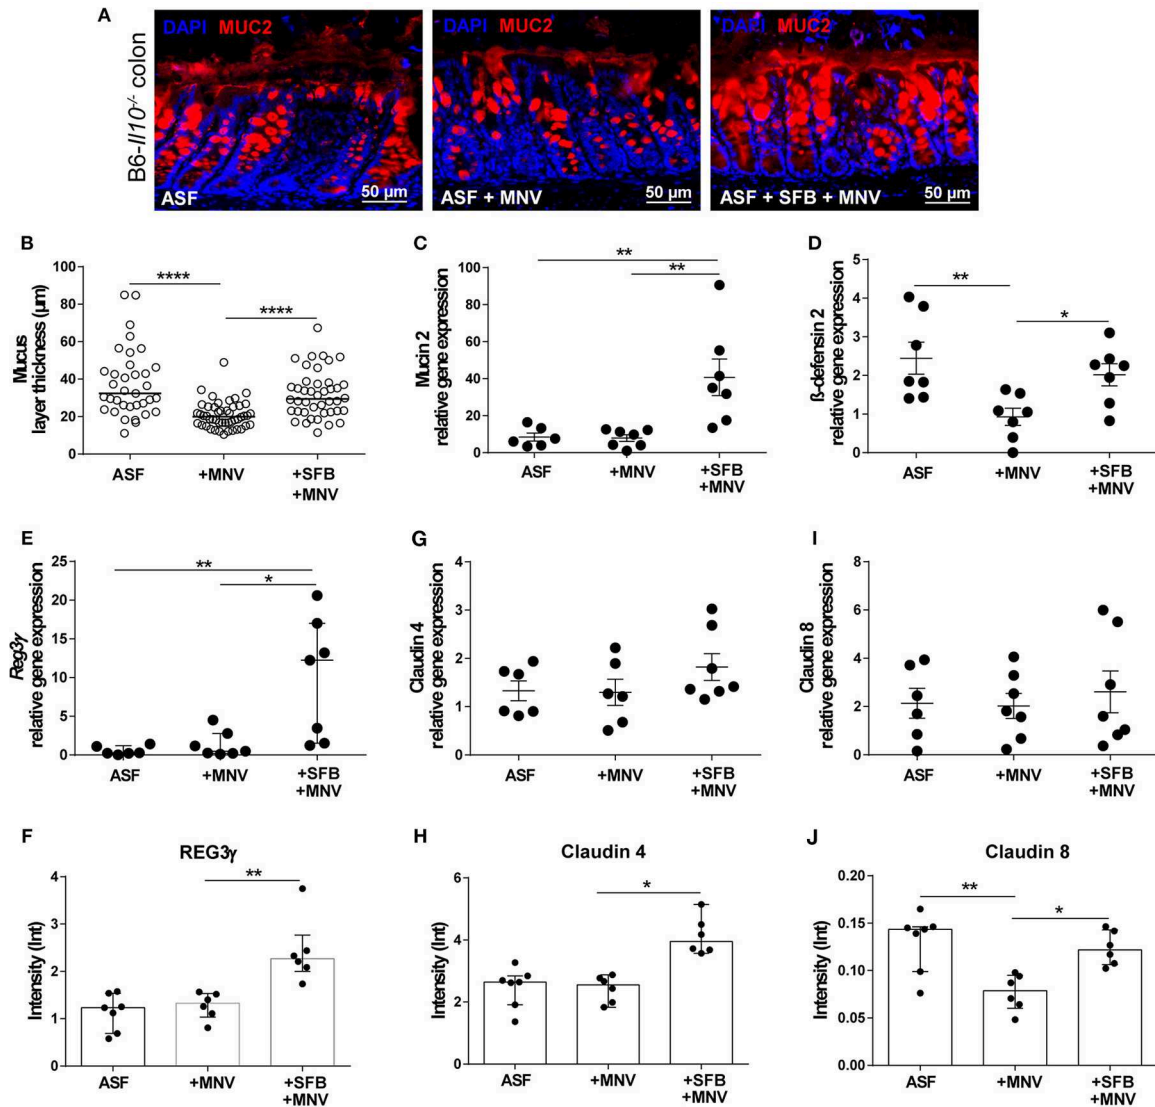 A
B6-Il10-/- colon
DAPI MUC2
ASF
50 µm
DAPI MUC2
ASF + MNV
50 µm
DAPI MUC2
ASF + SFB + MNV
50 µm
B
Mucus
layer thickness (µm)
100
80
60
40
20
0
****
****
ASF
+MNV
+SFB
+MNV
C
Mucin 2
relative gene expression
100
80
60
40
20
0
**
**
ASF
+MNV
+SFB
+MNV
D
ß-defensin 2
relative gene expression
5
4
3
2
1
0
**
*
ASF
+MNV
+SFB
+MNV
E
Reg3γ
relative gene expression
25
20
15
10
5
0
**
*
ASF
+MNV
+SFB
+MNV
G
Claudin 4
relative gene expression
4
3
2
1
0
ASF
+MNV
+SFB
+MNV
I
Claudin 8
relative gene expression
8
6
4
2
0
ASF
+MNV
+SFB
+MNV
F
REG3γ
Intensity (Int)
4
3
2
1
0
**
ASF
+MNV
+SFB
+MNV
H
Claudin 4
Intensity (Int)
6
4
2
0
*
ASF
+MNV
+SFB
+MNV
J
Claudin 8
Intensity (Int)
0.20
0.15
0.10
0.05
0.00
**
*
ASF
+MNV
+SFB
+MNV